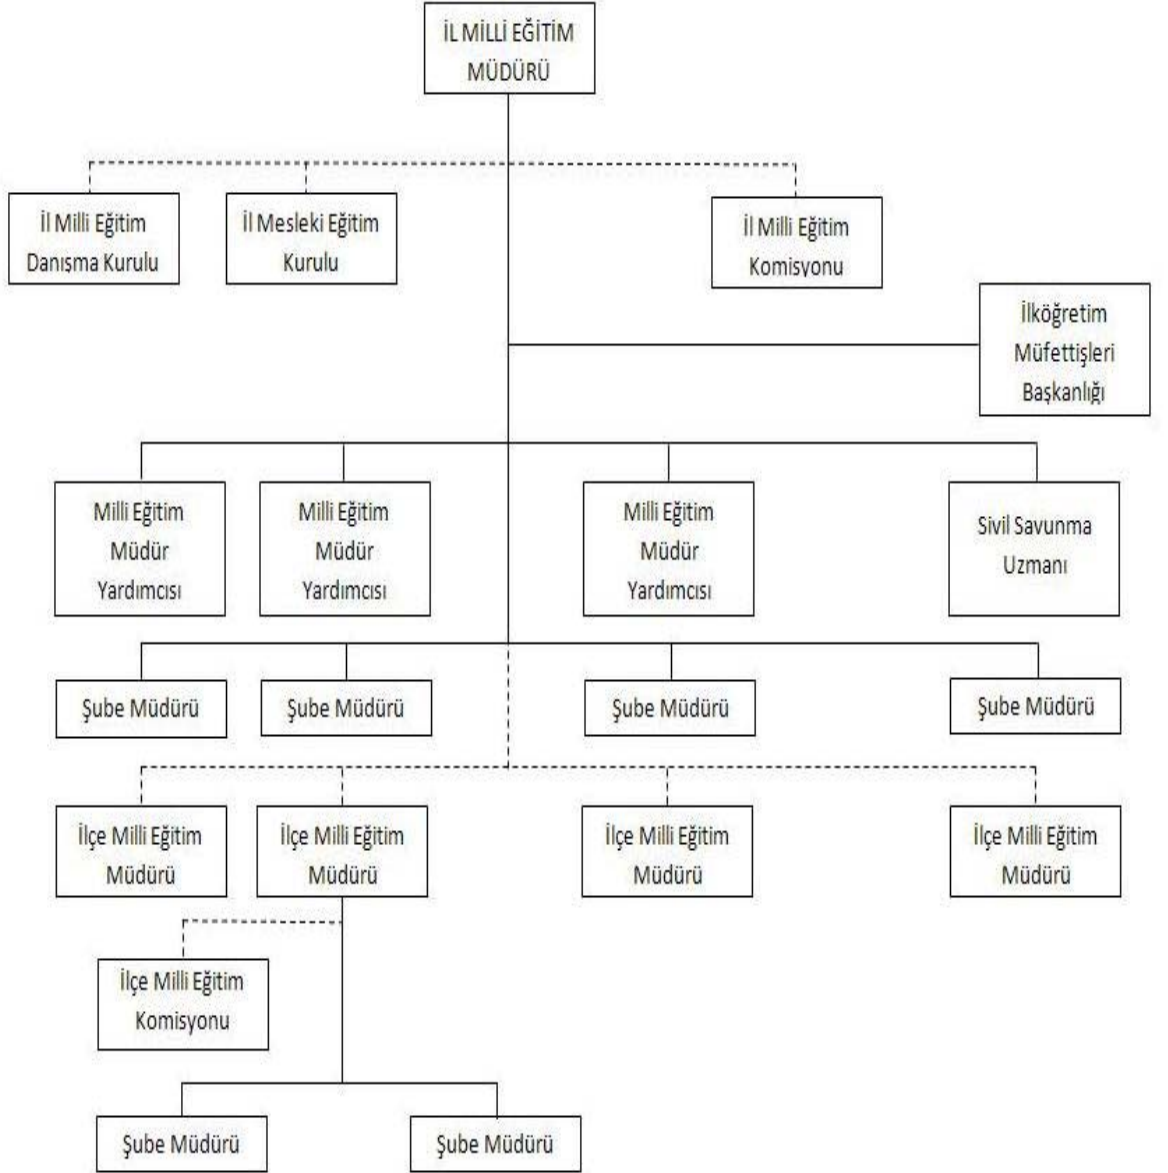 İL MİLLİ EĞİTİM
MÜDÜRÜ
İl Milli Eğitim
Danışma Kurulu
İl Mesleki Eğitim
Kurulu
İl Milli Eğitim
Komisyonu
İlköğretim
Müfettişleri
Başkanlığı
Milli Eğitim
Müdür
Yardımcısı
Milli Eğitim
Müdür
Yardımcısı
Milli Eğitim
Müdür
Yardımcısı
Sivil Savunma
Uzmanı
Şube Müdürü
Şube Müdürü
Şube Müdürü
Şube Müdürü
İlçe Milli Eğitim
Müdürü
İlçe Milli Eğitim
Müdürü
İlçe Milli Eğitim
Müdürü
İlçe Milli Eğitim
Müdürü
İlçe Milli Eğitim
Komisyonu
Şube Müdürü
Şube Müdürü